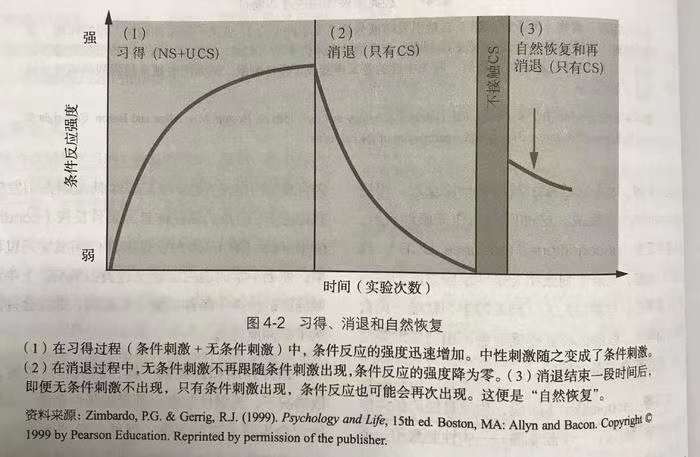 强
弱
条件反应强度
(1)
习得(NS+UCS)
(2)
消退(只有CS)
不接触CS
(3)
自然恢复和再
消退(只有CS)
时间(实验次数)
图 4-2 习得、消退和自然恢复
(1)在习得过程(条件刺激+无条件刺激)中,条件反应的强度迅速增加。中性刺激随之变成了条件刺激。
(2)在消退过程中,无条件刺激不再跟随条件刺激出现,条件反应的强度降为零。(3)消退结束一段时间后,
即便无条件刺激不出现,只有条件刺激出现,条件反应也可能会再次出现。这便是“自然恢复”。
资料来源:Zimbardo, P.G. & Gerrig, R.J. (1999). Psychology and Life, 15th ed. Boston, MA: Allyn and Bacon. Copyright ©
1999 by Pearson Education. Reprinted by permission of the publisher.